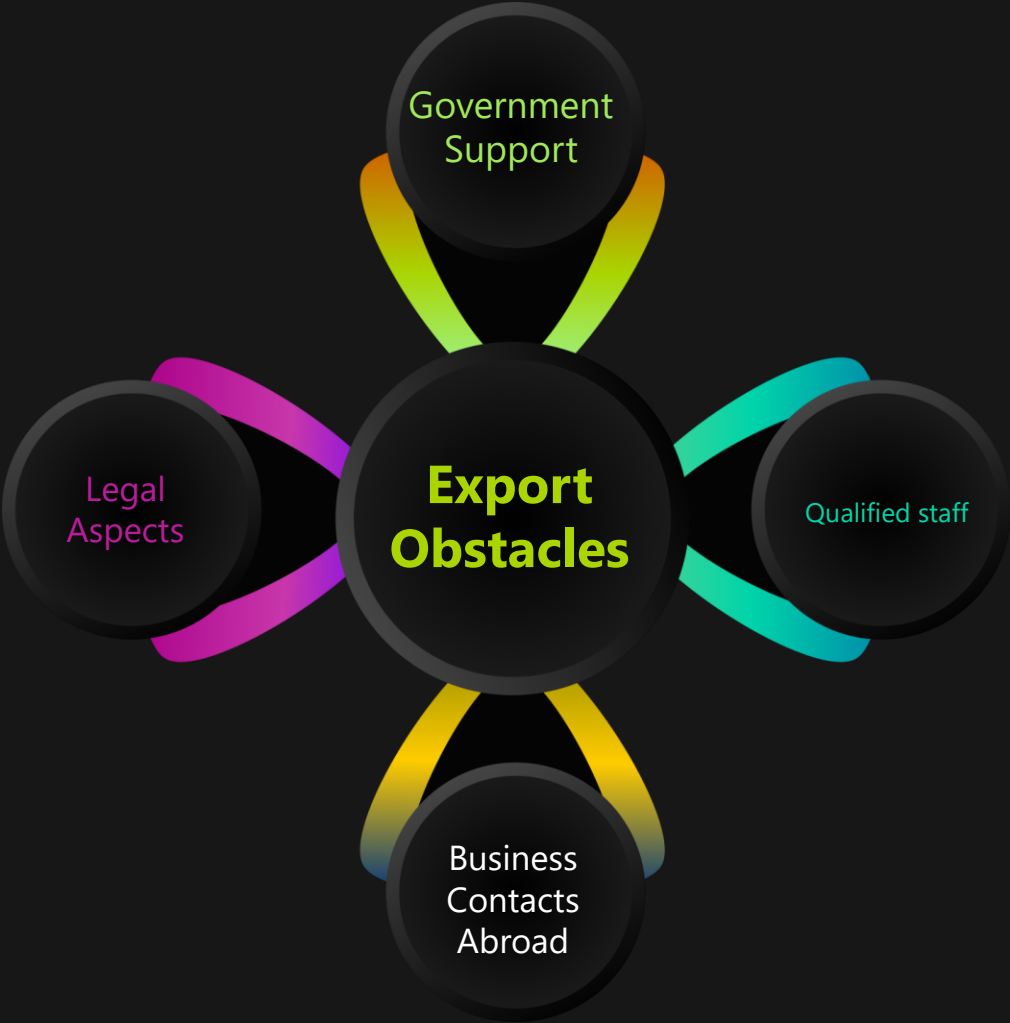 Government
Support
Legal
Aspects
Export
Obstacles
Qualified staff
Business
Contacts
Abroad